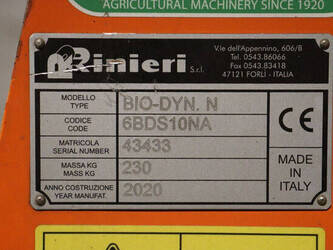 AGRICULTURAL MACHINERY SINCE 1920
Rinieri S.r.l.
V.le dell'Appennino, 606/B
Tel. 0543.86066
Fax 0543.83418
47121 FORLÌ - ITALIA
MODELLO
TYPE
BIO-DYN. N
CODICE
CODE
6BDS10NA
MATRICOLA
SERIAL NUMBER
43433
MASSA KG
MASS KG
230
ANNO COSTRUZIONE
YEAR MANUFAT.
2020
CE
MADE
IN
ITALY